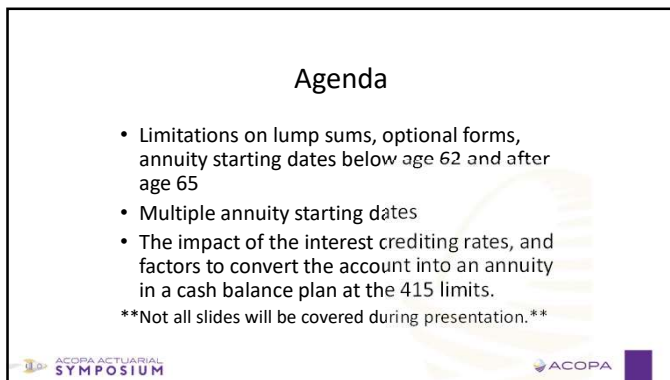 Agenda
• Limitations on lump sums, optional forms,
annuity starting dates below age 62 and after
age 65
• Multiple annuity starting dates
• The impact of the interest crediting rates, and
factors to convert the account into an annuity
in a cash balance plan at the 415 limits.
**Not all slides will be covered during presentation.**
ACOPA ACTUARIAL
SYMPOSIUM
ACOPA